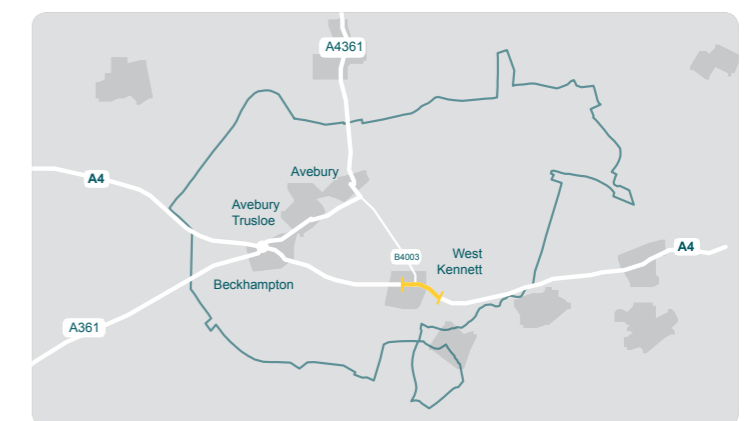 A4361
Avebury
A4
Avebury
Trusloe
B4003
West
Kennett
A4
Beckhampton
A361